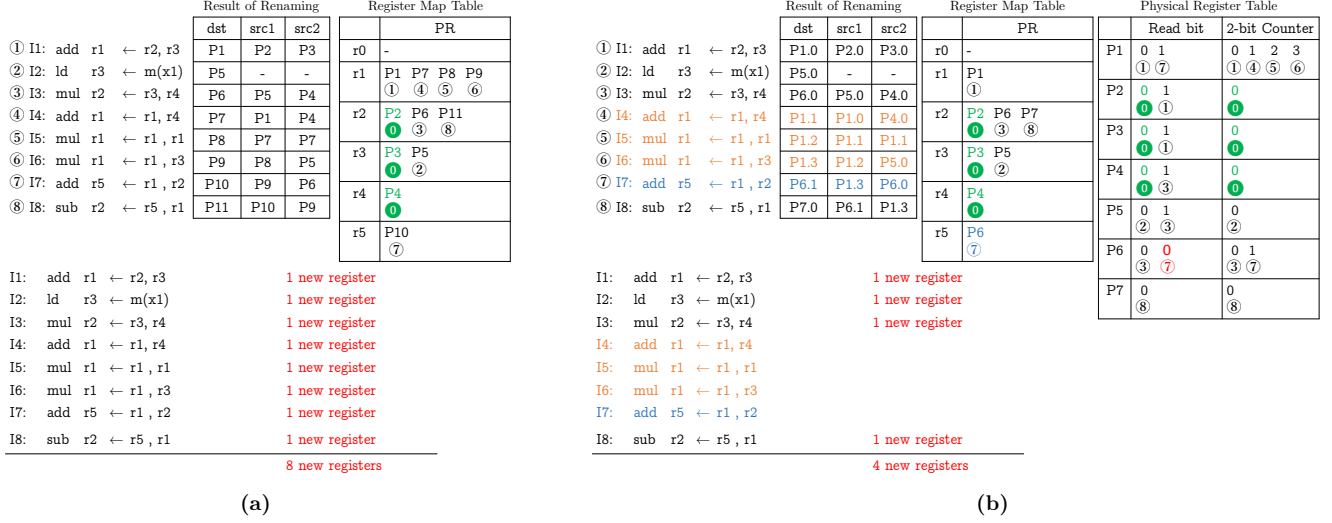 Result of Renaming
Register Map Table
dst src1 src2
PR
① I1: add r1 ← r2, r3 P1 P2 P3
② I2: ld r3 ← m(x1) P5 - -
③ I3: mul r2 ← r3, r4 P6 P5 P4
④ I4: add r1 ← r1, r4 P7 P1 P4
⑤ I5: mul r1 ← r1 , r1 P8 P7 P7
⑥ I6: mul r1 ← r1 , r3 P9 P8 P5
⑦ I7: add r5 ← r1 , r2 P10 P9 P6
⑧ I8: sub r2 ← r5 , r1 P11 P10 P9
r0 -
r1 P1 P7 P8 P9
① ④ ⑤ ⑥
r2 P2 P6 P11
0 ③ ⑧
r3 P3 P5
0 ②
r4 P4
0
r5 P10
⑦
I1: add r1 ← r2, r3 1 new register
I2: ld r3 ← m(x1) 1 new register
I3: mul r2 ← r3, r4 1 new register
I4: add r1 ← r1, r4 1 new register
I5: mul r1 ← r1 , r1 1 new register
I6: mul r1 ← r1 , r3 1 new register
I7: add r5 ← r1 , r2 1 new register
I8: sub r2 ← r5 , r1 1 new register
8 new registers
(a)
Result of Renaming
Register Map Table
Physical Register Table
dst src1 src2
PR
Read bit 2-bit Counter
① I1: add r1 ← r2, r3 P1.0 P2.0 P3.0
② I2: ld r3 ← m(x1) P5.0 - -
③ I3: mul r2 ← r3, r4 P6.0 P5.0 P4.0
④ I4: add r1 ← r1, r4 P1.1 P1.0 P4.0
⑤ I5: mul r1 ← r1 , r1 P1.2 P1.1 P1.1
⑥ I6: mul r1 ← r1 , r3 P1.3 P1.2 P5.0
⑦ I7: add r5 ← r1 , r2 P6.1 P1.3 P6.0
⑧ I8: sub r2 ← r5 , r1 P7.0 P6.1 P1.3
r0 -
r1 P1
①
r2 P2 P6 P7
0 ③ ⑧
r3 P3 P5
0 ②
r4 P4
0
r5 P6
⑦
P1 0 1 0 1 2 3
① ⑦ ① ④ ⑤ ⑥
P2 0 1 0
0 ① 0
P3 0 1 0
0 ① 0
P4 0 1 0
0 ③ 0
P5 0 1 0
② ③ ②
P6 0 0 0 1
③ ⑦ ③ ⑦
P7 0 0
⑧ ⑧
I1: add r1 ← r2, r3 1 new register
I2: ld r3 ← m(x1) 1 new register
I3: mul r2 ← r3, r4 1 new register
I4: add r1 ← r1, r4
I5: mul r1 ← r1 , r1
I6: mul r1 ← r1 , r3
I7: add r5 ← r1 , r2
I8: sub r2 ← r5 , r1 1 new register
4 new registers
(b)